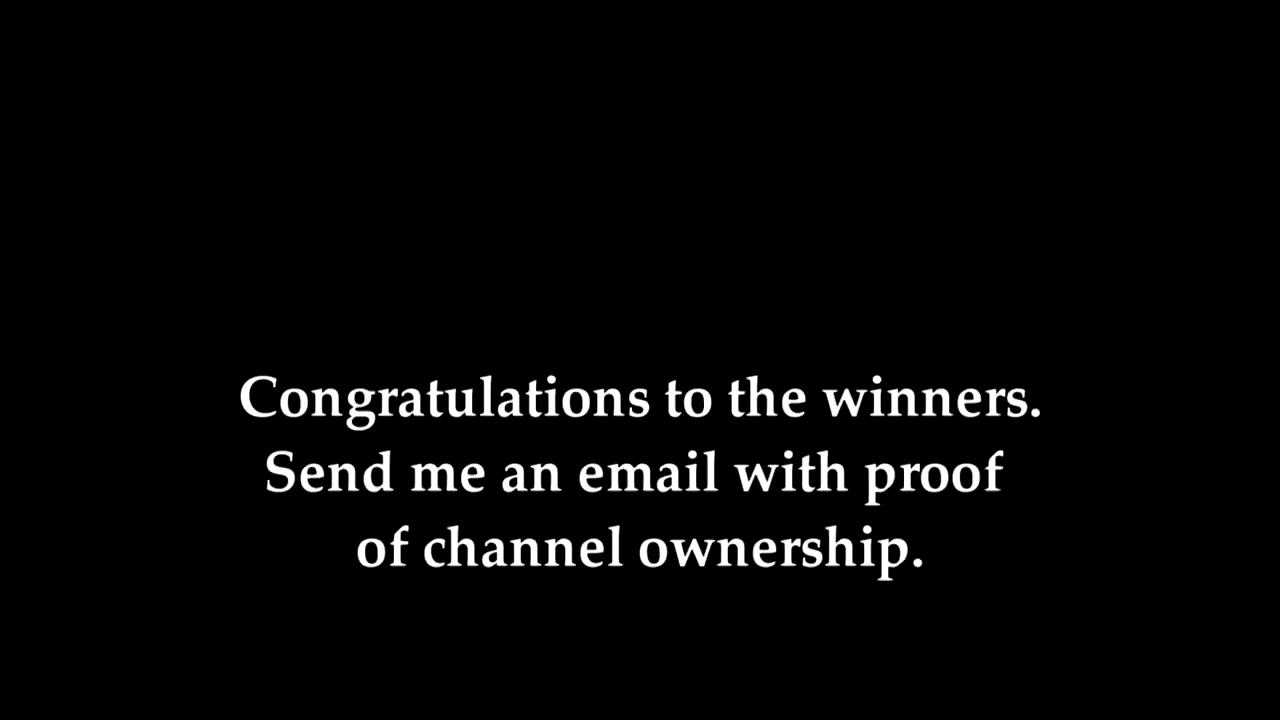 Congratulations to the winners.
Send me an email with proof
of channel ownership.